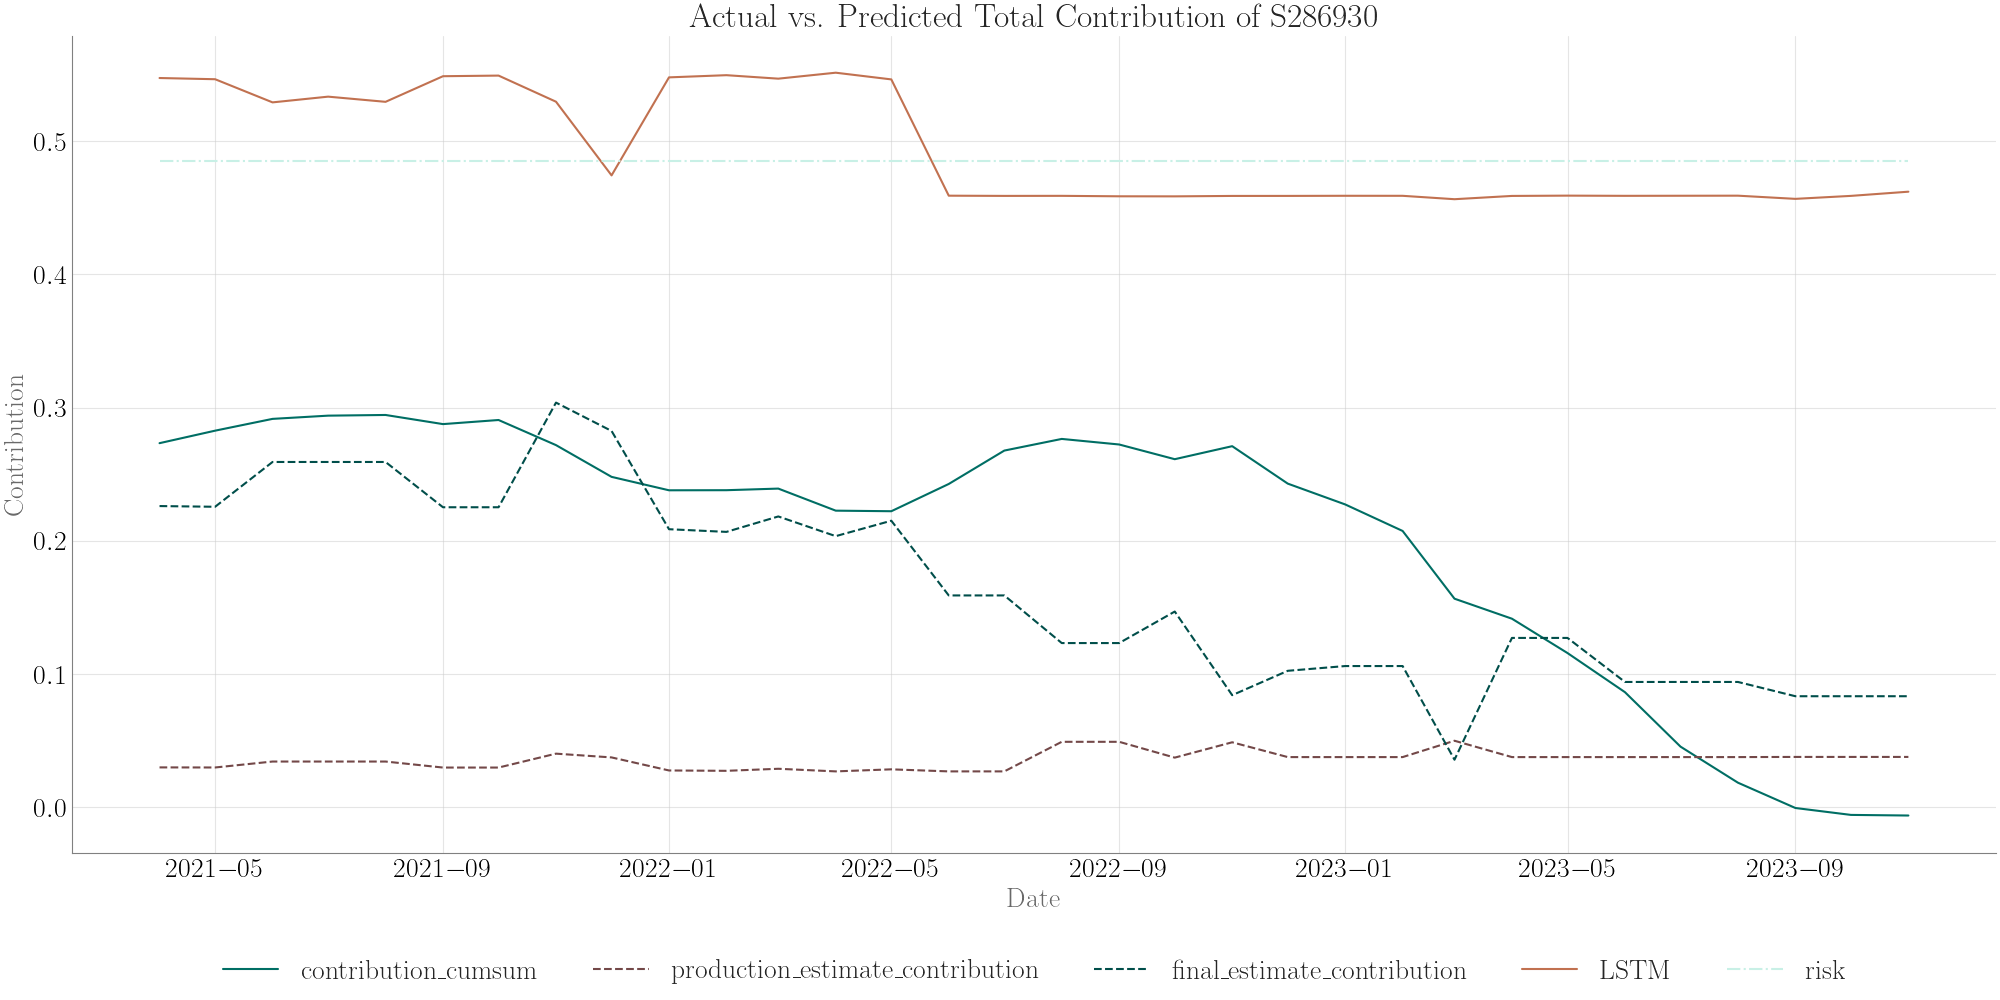 Actual vs. Predicted Total Contribution of S286930
Contribution
0.5
0.4
0.3
0.2
0.1
0.0
2021−05 2021−09 2022−01 2022−05 2022−09 2023−01 2023−05 2023−09
Date
contribution_cumsum production_estimate_contribution final_estimate_contribution LSTM risk